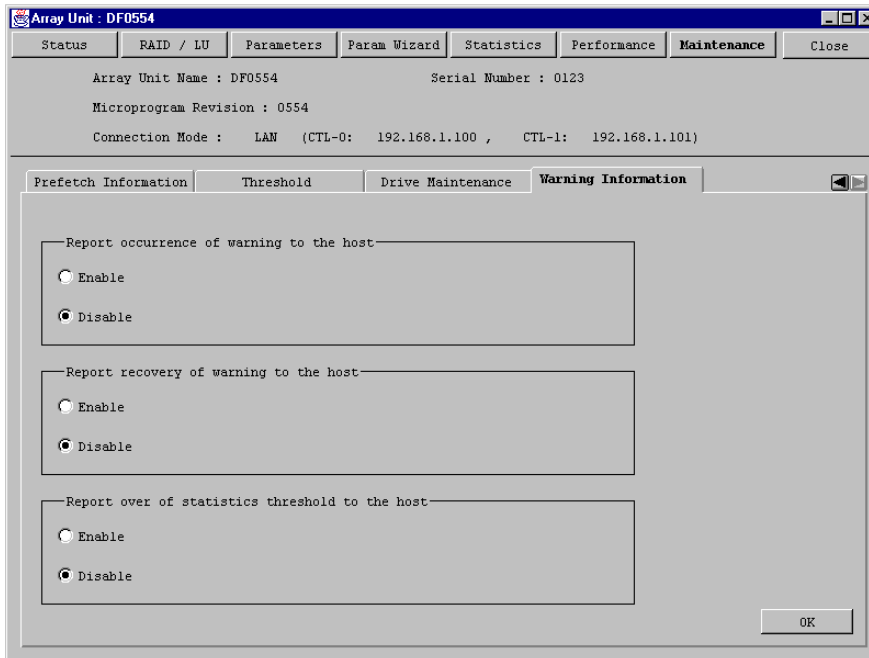 Array Unit : DF0554
Status RAID / LU Parameters Param Wizard Statistics Performance Maintenance Close
Array Unit Name : DF0554 Serial Number : 0123
Microprogram Revision : 0554
Connection Mode : LAN (CTL-0: 192.168.1.100 , CTL-1: 192.168.1.101)
Prefetch Information Threshold Drive Maintenance Warning Information
Report occurrence of warning to the host
Enable
Disable
Report recovery of warning to the host
Enable
Disable
Report over of statistics threshold to the host
Enable
Disable
OK